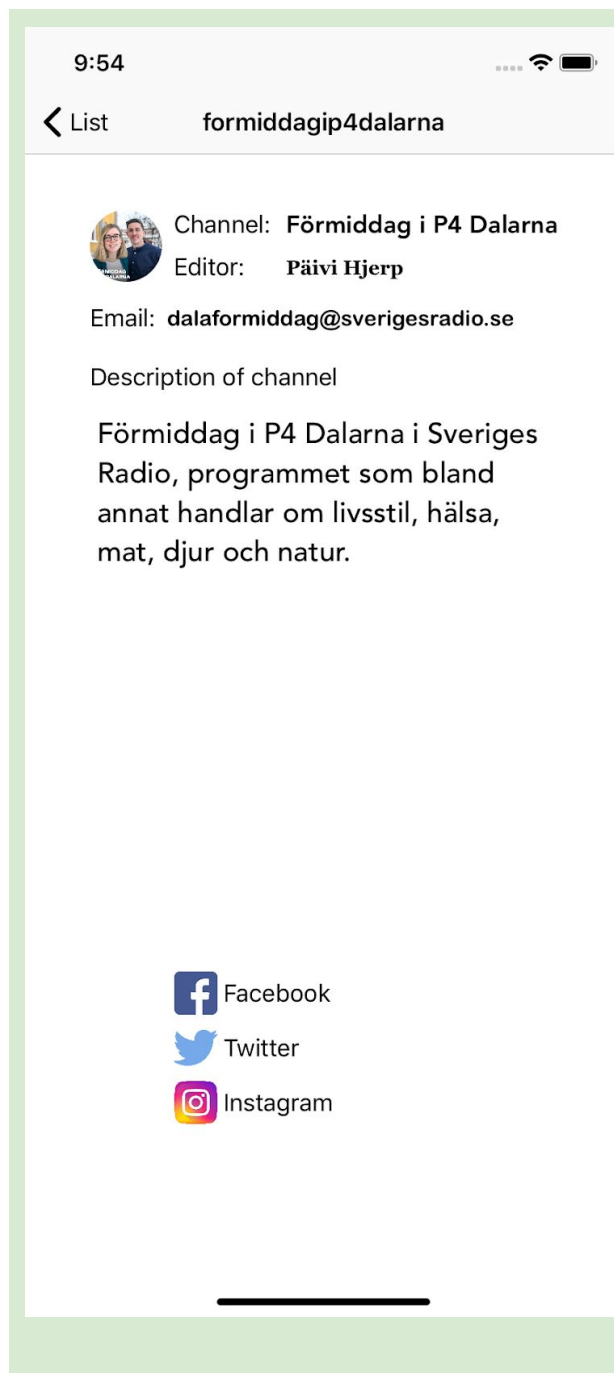 9:54
List formiddagip4dalarna
Channel: Förmiddag i P4 Dalarna
Editor: Päivi Hjerp
Email: dalaformiddag@sverigesradio.se
Description of channel
Förmiddag i P4 Dalarna i Sveriges
Radio, programmet som bland
annat handlar om livsstil, hälsa,
mat, djur och natur.
Facebook
Twitter
Instagram